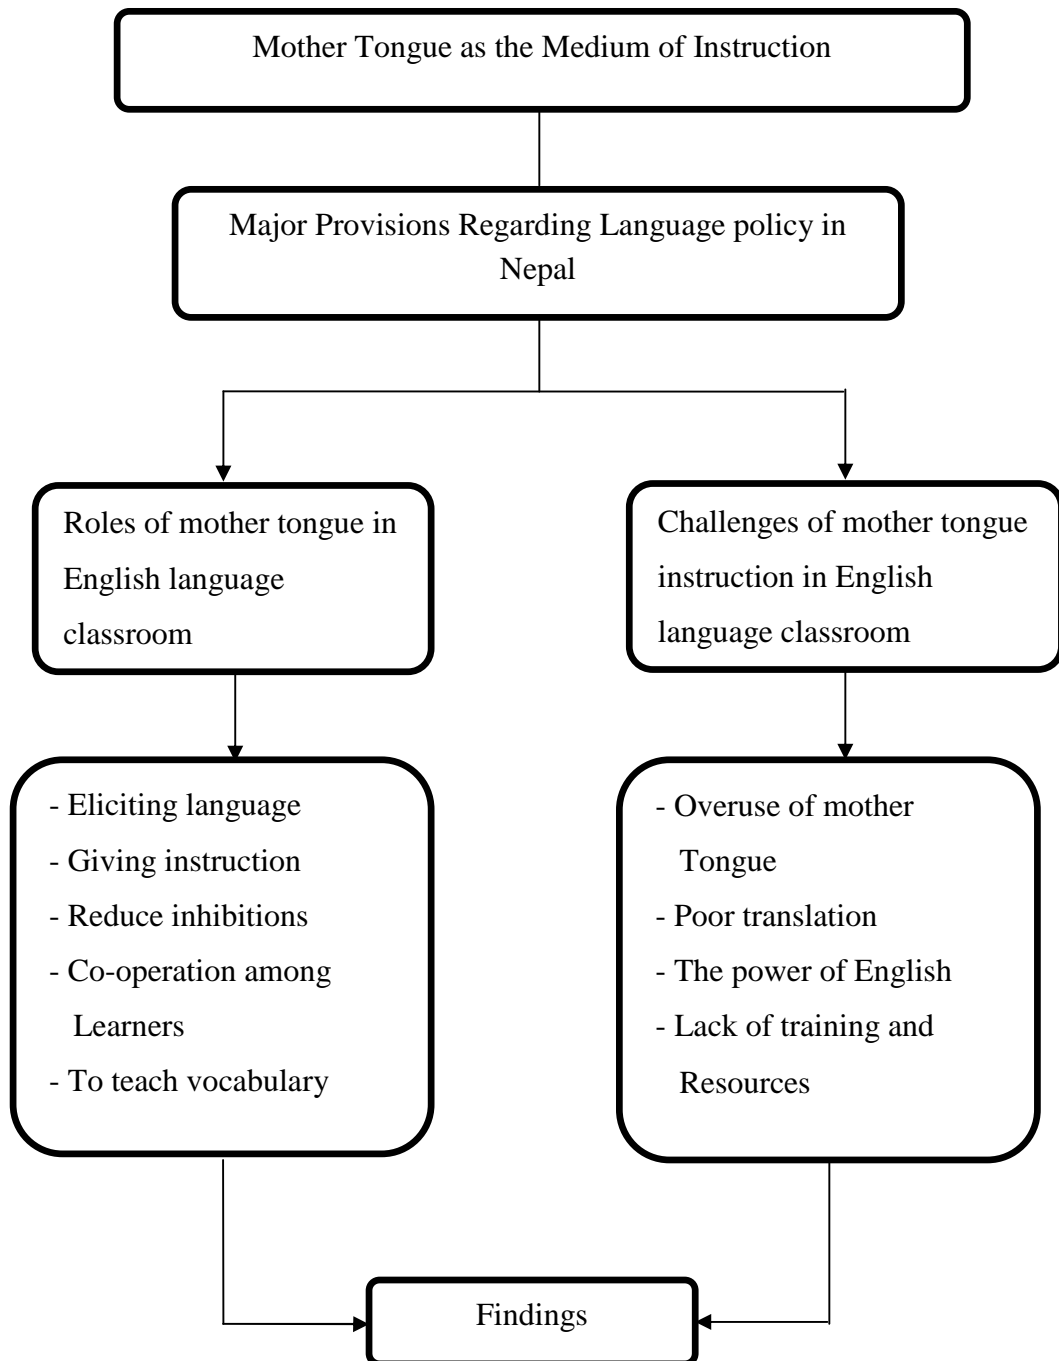 Mother Tongue as the Medium of Instruction
Major Provisions Regarding Language policy in
Nepal
Roles of mother tongue in
English language
classroom
Challenges of mother tongue
instruction in English
language classroom
- Eliciting language
- Giving instruction
- Reduce inhibitions
- Co-operation among
Learners
- To teach vocabulary
- Overuse of mother
Tongue
- Poor translation
- The power of English
- Lack of training and
Resources
Findings